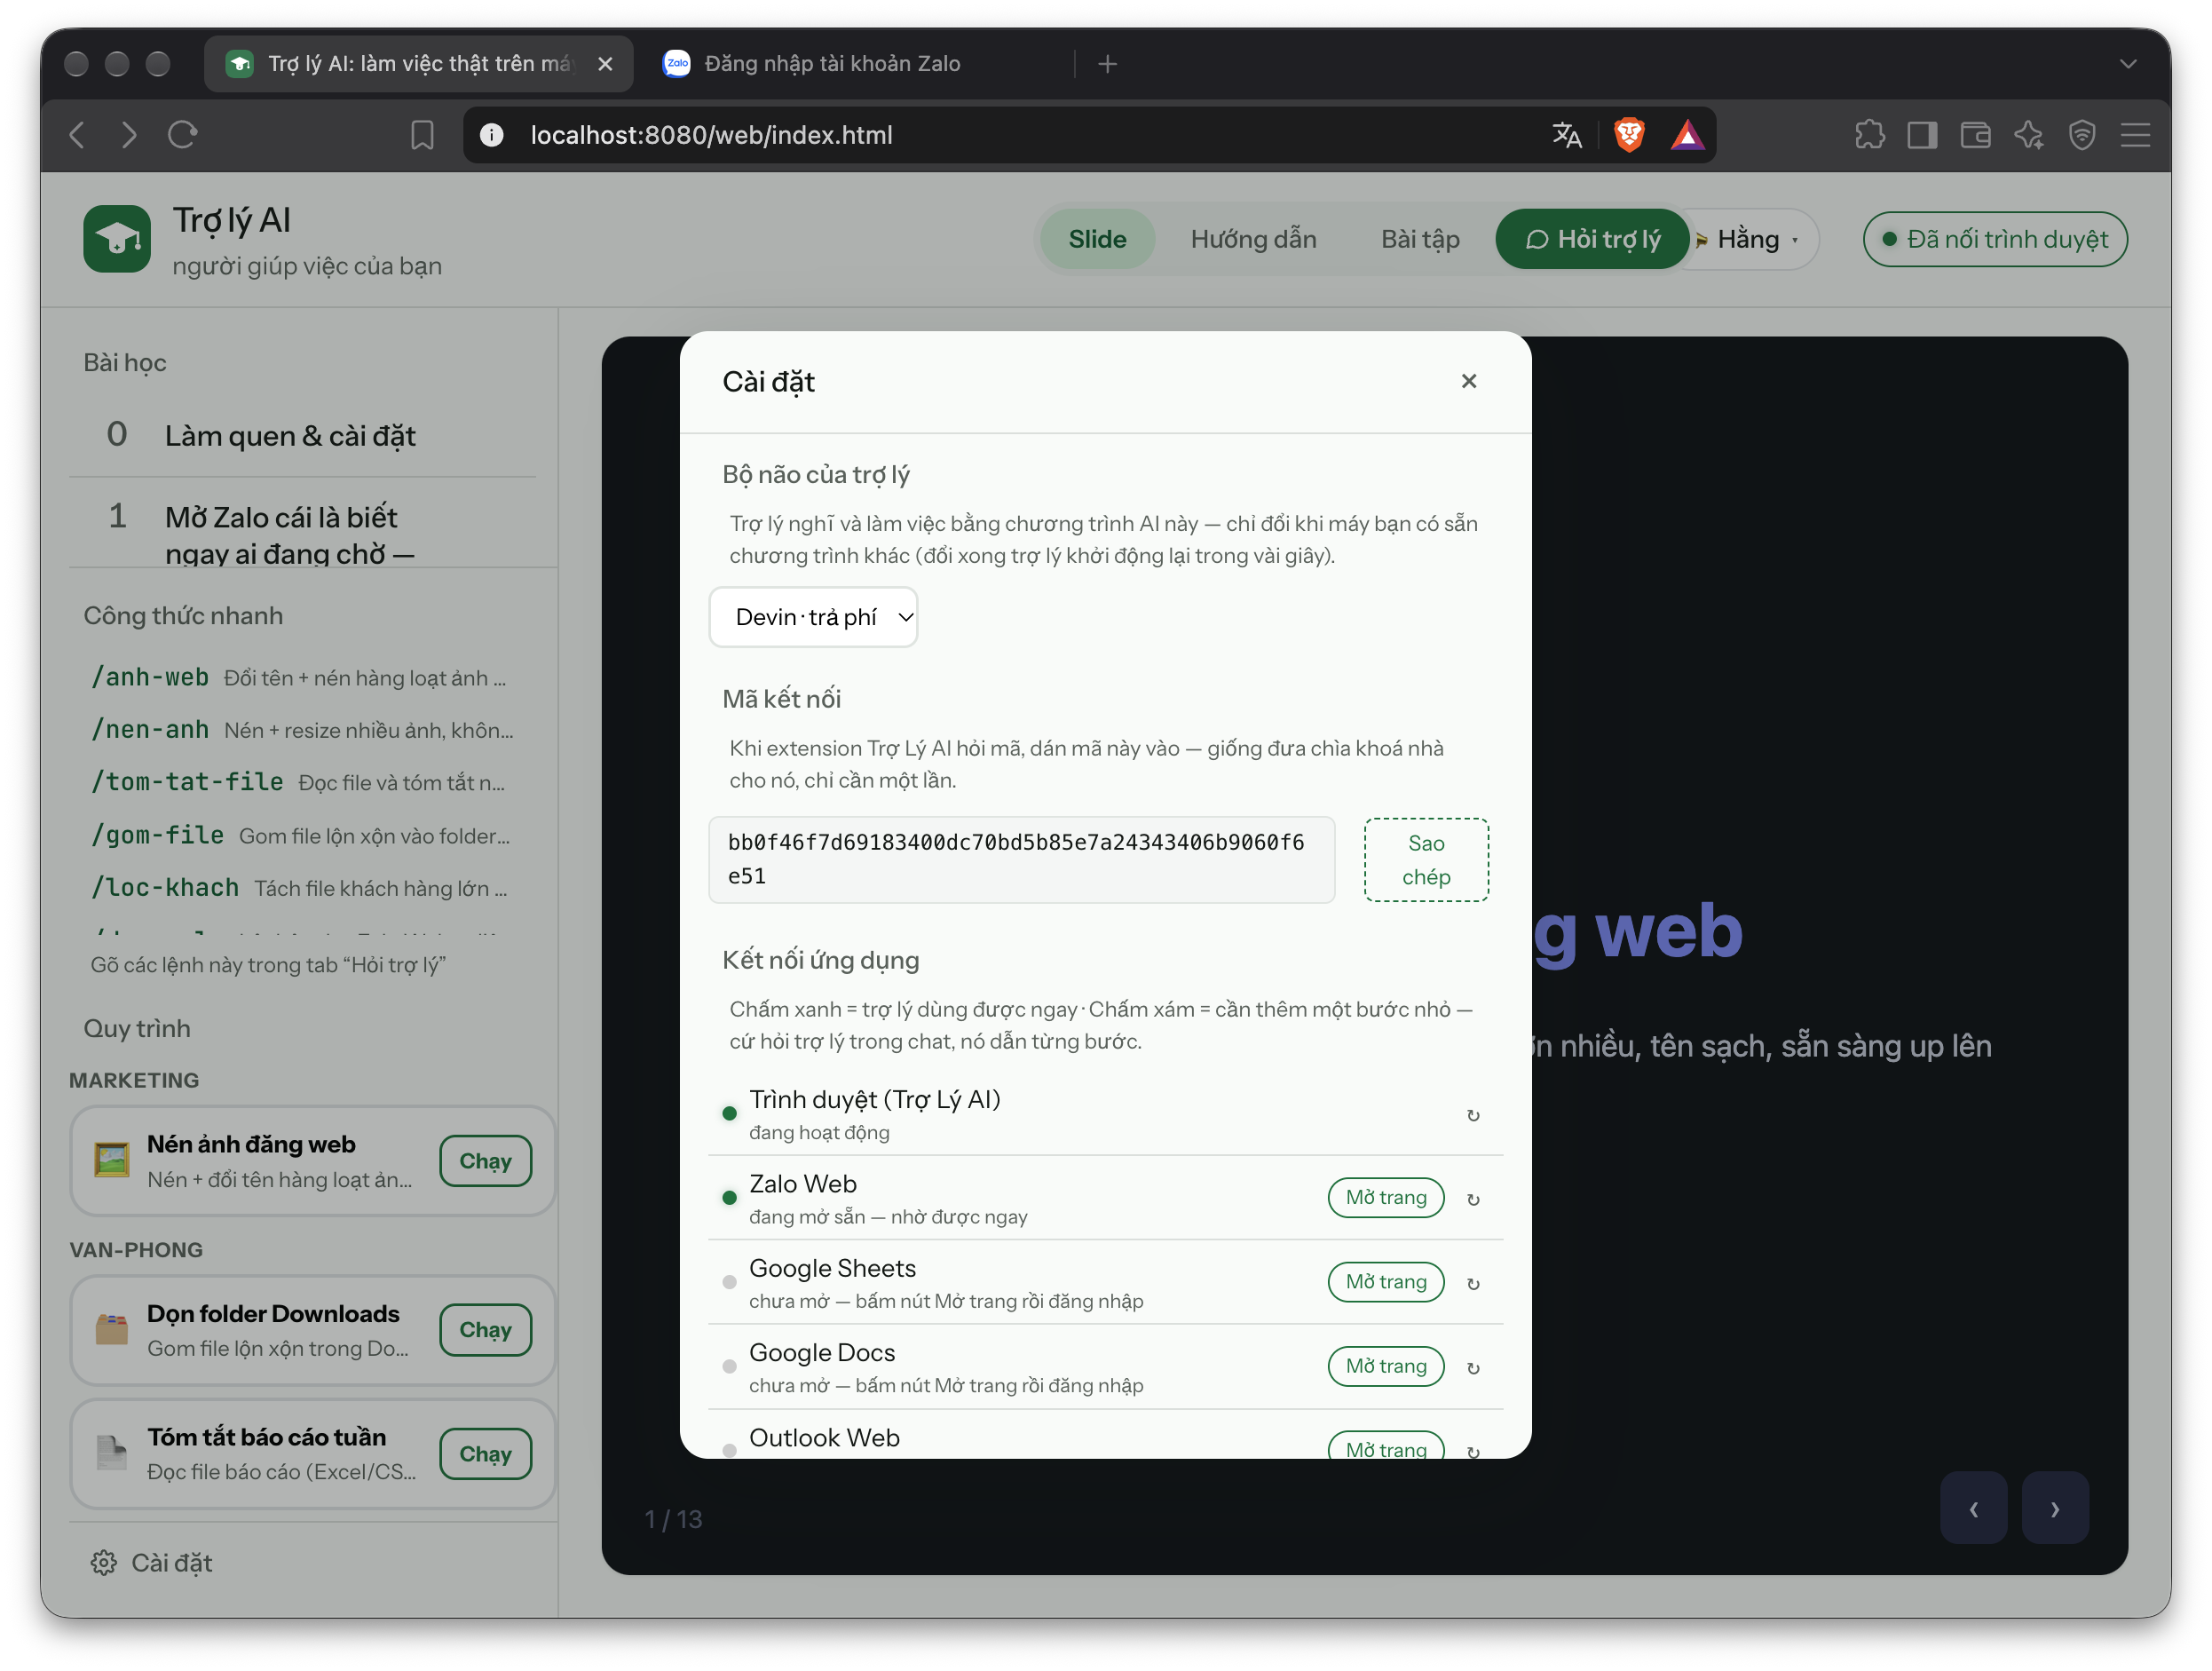 Trợ lý AI: làm việc thật trên má
Zalo
Đăng nhập tài khoản Zalo
localhost:8080/web/index.html
Trợ lý AI
người giúp việc của bạn
Slide
Hướng dẫn
Bài tập
Hỏi trợ lý
Hằng
Đã nối trình duyệt
Bài học
0 Làm quen & cài đặt
1 Mở Zalo cái là biết
ngay ai đang chờ —
Công thức nhanh
/anh-web Đổi tên + nén hàng loạt ảnh ...
/nen-anh Nén + resize nhiều ảnh, khôn...
/tom-tat-file Đọc file và tóm tắt n...
/gom-file Gom file lộn xộn vào folder...
/loc-khach Tách file khách hàng lớn ...
Gõ các lệnh này trong tab “Hỏi trợ lý”
Quy trình
MARKETING
Nén ảnh đăng web
Nén + đổi tên hàng loạt ản...
Chạy
VAN-PHONG
Dọn folder Downloads
Gom file lộn xộn trong Do...
Chạy
Tóm tắt báo cáo tuần
Đọc file báo cáo (Excel/CS...
Chạy
Cài đặt
Cài đặt
Bộ não của trợ lý
Trợ lý nghĩ và làm việc bằng chương trình AI này — chỉ đổi khi máy bạn có sẵn
chương trình khác (đổi xong trợ lý khởi động lại trong vài giây).
Devin · trả phí
Mã kết nối
Khi extension Trợ Lý AI hỏi mã, dán mã này vào — giống đưa chìa khoá nhà
cho nó, chỉ cần một lần.
bb0f46f7d69183400dc70bd5b85e7a24343406b9060f6
e51
Sao
chép
Kết nối ứng dụng
Chấm xanh = trợ lý dùng được ngay · Chấm xám = cần thêm một bước nhỏ —
cứ hỏi trợ lý trong chat, nó dẫn từng bước.
Trình duyệt (Trợ Lý AI)
đang hoạt động
Zalo Web
đang mở sẵn — nhờ được ngay
Mở trang
Google Sheets
chưa mở — bấm nút Mở trang rồi đăng nhập
Mở trang
Google Docs
chưa mở — bấm nút Mở trang rồi đăng nhập
Mở trang
Outlook Web
Mở trang
g web
nhiều, tên sạch, sẵn sàng up lên
1 / 13